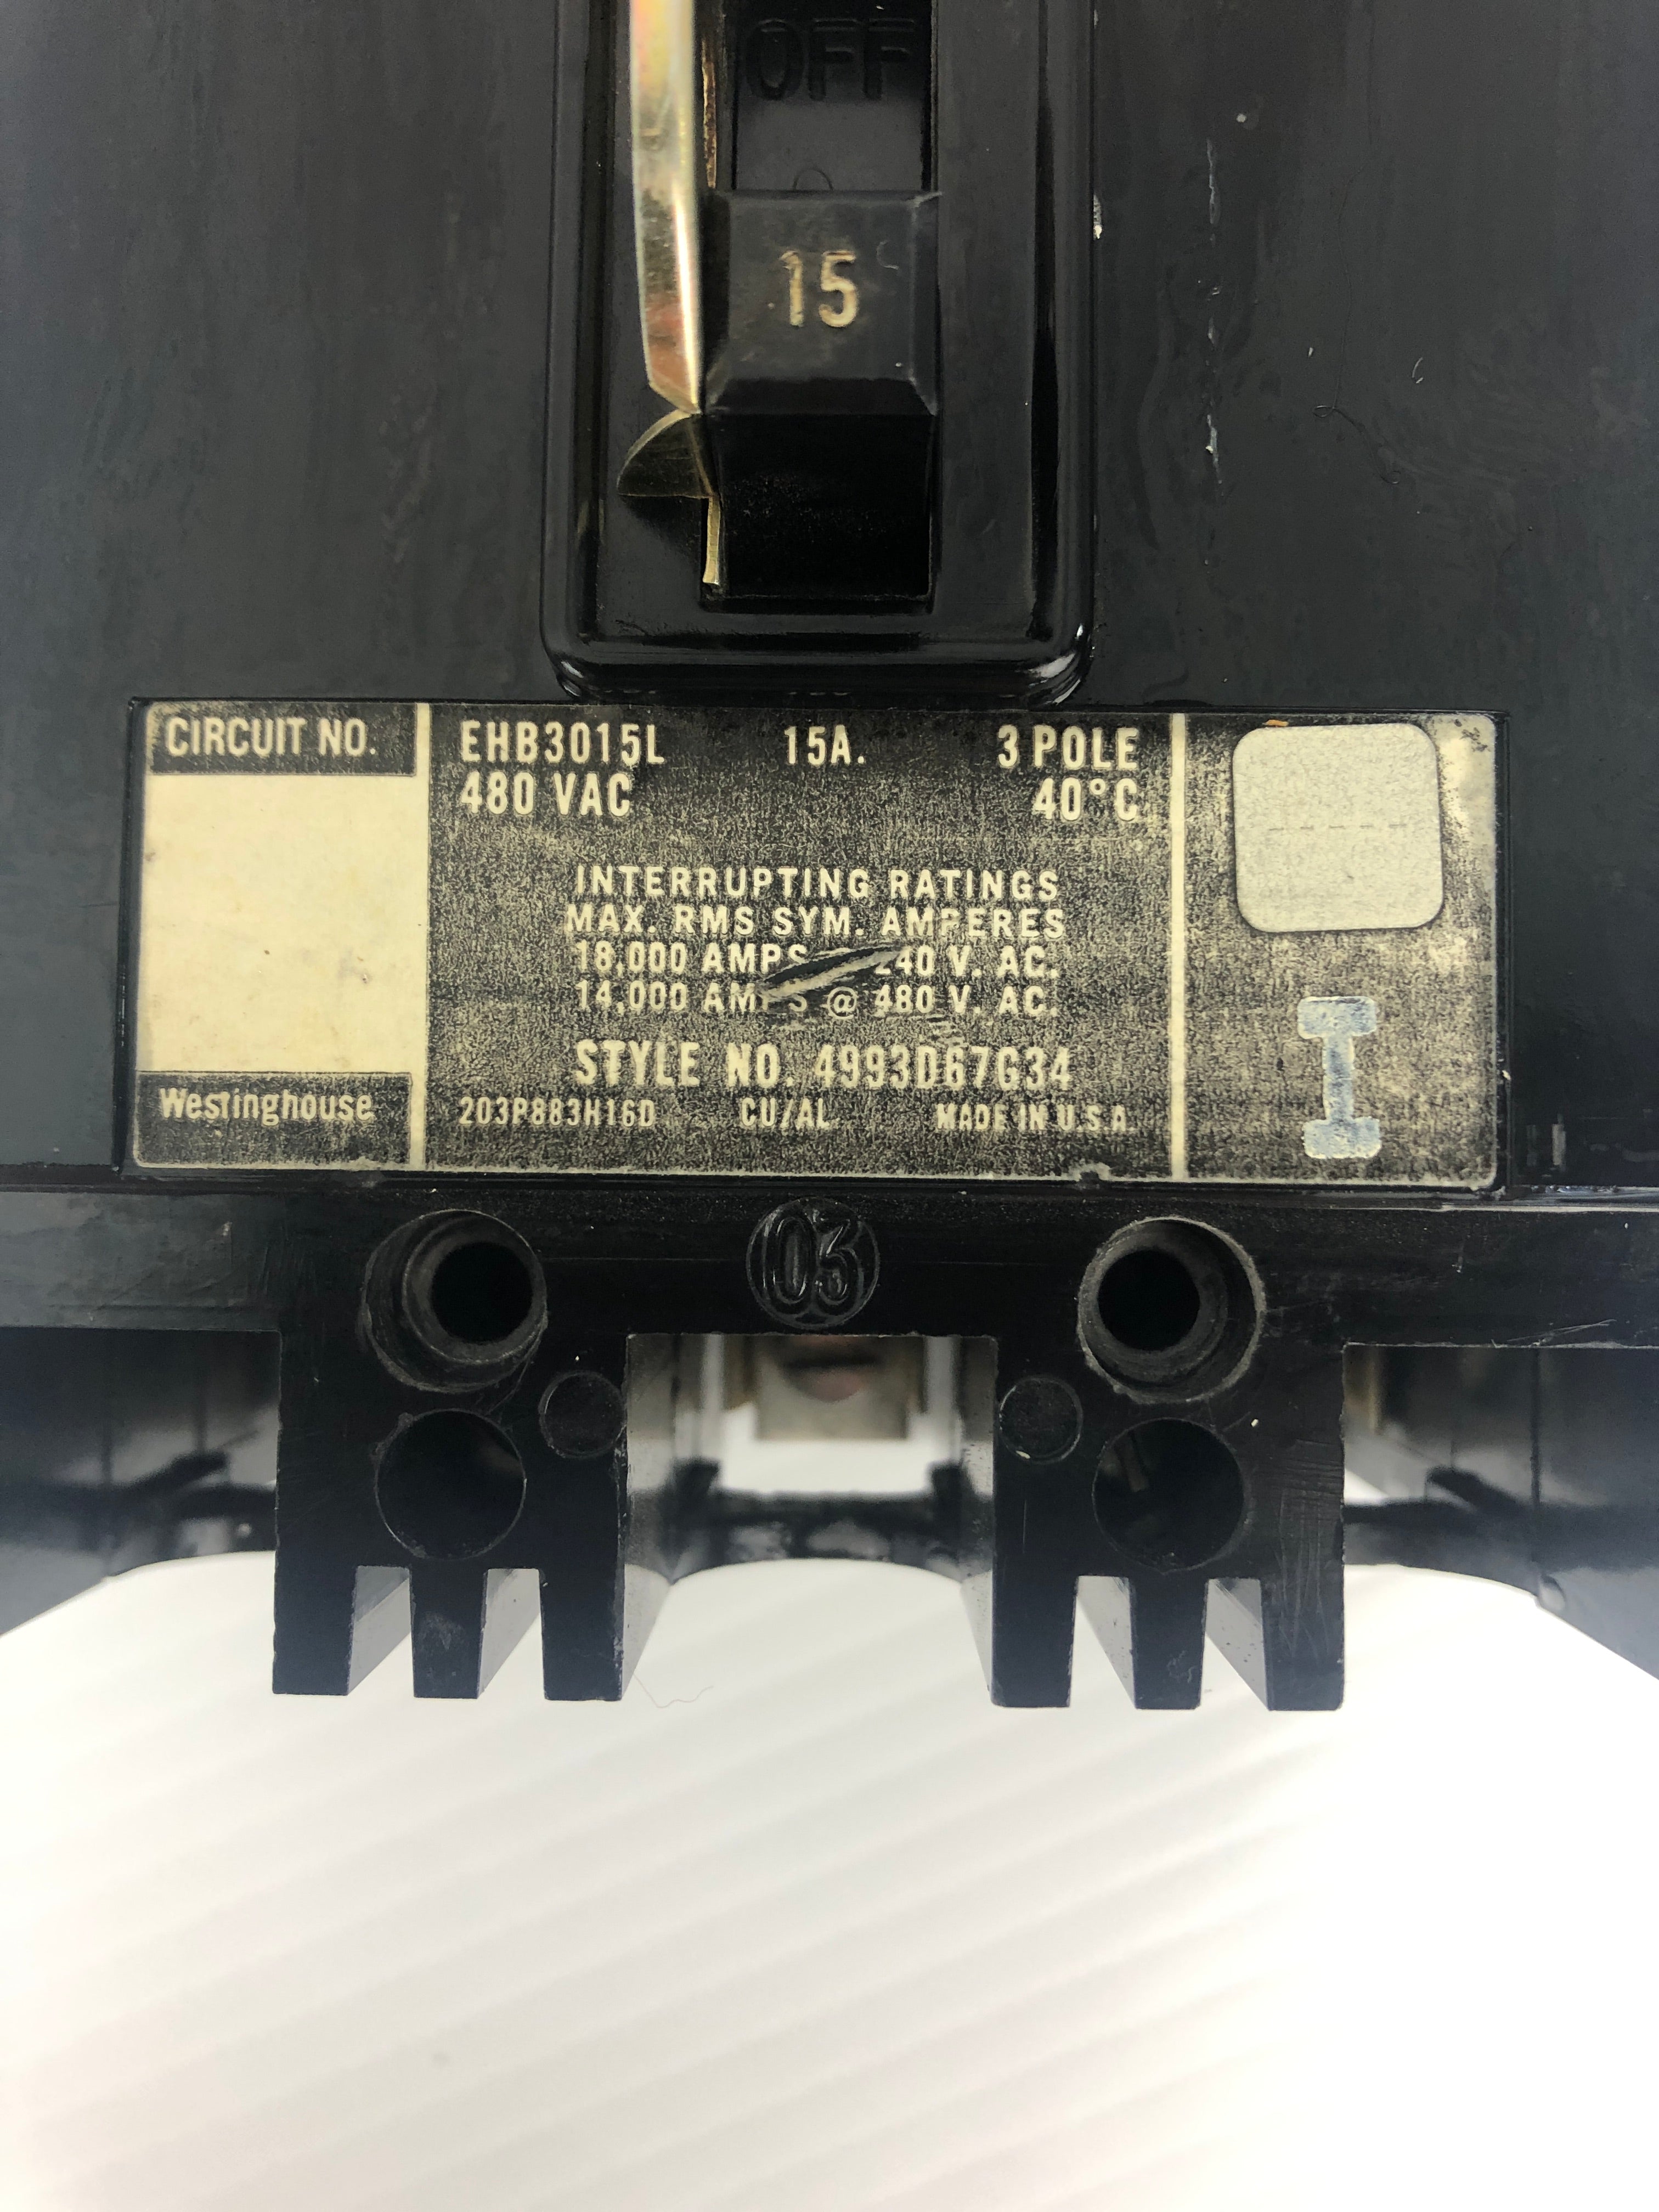 OFF
15
CIRCUIT NO.
EHB3015L 15A. 3 POLE
480 VAC 40°C
INTERRUPTING RATINGS
MAX. RMS SYM. AMPERES
18,000 AMPS 240 V. AC.
14,000 AMPS @ 480 V. AC.
STYLE NO. 4993D67G34
Westinghouse
203P883H16D CU/AL MADE IN U.S.A.
I
03